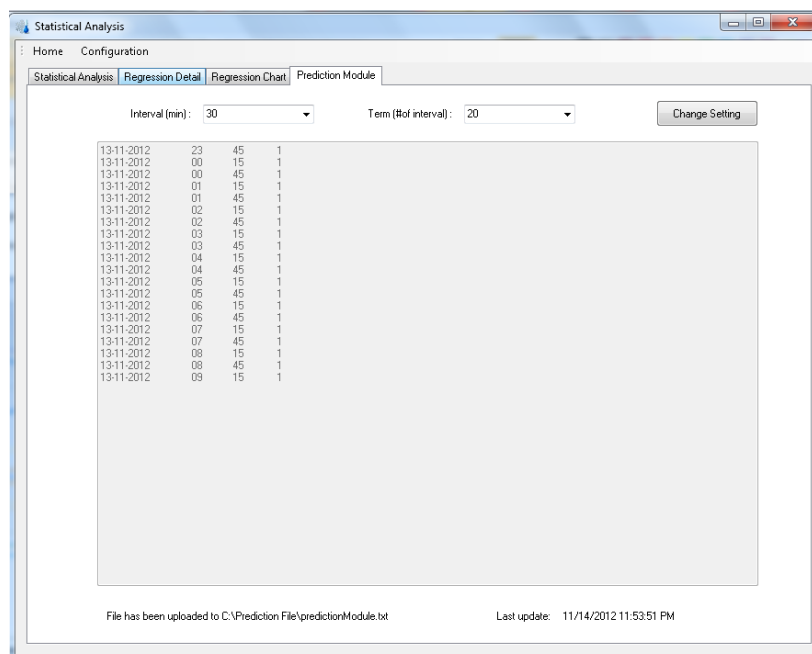 Statistical Analysis
Home Configuration
Statistical Analysis Regression Detail Regression Chart Prediction Module
Interval (min) : 30 Term (#of interval) : 20 Change Setting
13-11-2012 23 45 1
13-11-2012 00 15 1
13-11-2012 00 45 1
13-11-2012 01 15 1
13-11-2012 01 45 1
13-11-2012 02 15 1
13-11-2012 02 45 1
13-11-2012 03 15 1
13-11-2012 03 45 1
13-11-2012 04 15 1
13-11-2012 04 45 1
13-11-2012 05 15 1
13-11-2012 05 45 1
13-11-2012 06 15 1
13-11-2012 06 45 1
13-11-2012 07 15 1
13-11-2012 07 45 1
13-11-2012 08 15 1
13-11-2012 08 45 1
13-11-2012 09 15 1
File has been uploaded to C:\Prediction File\predictionModule.txt Last update: 11/14/2012 11:53:51 PM